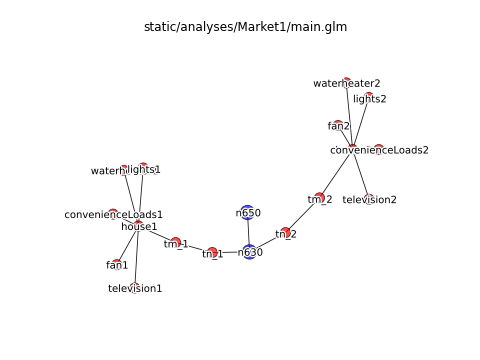 static/analyses/Market1/main.glm
waterheater2
lights2
fan2
convenienceLoads2
lights1
television2
convenienceLoads1
n650
house1
tn_2
tm_2
tm_1
tn_1
n630
fan1
television1